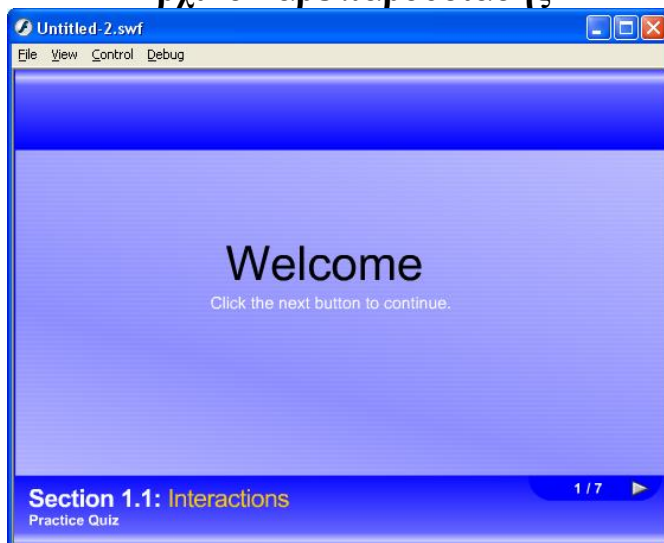 Untitled-2.swf
File View Control Debug
Welcome
Click the next button to continue.
Section 1.1: Interactions
Practice Quiz
1 / 7